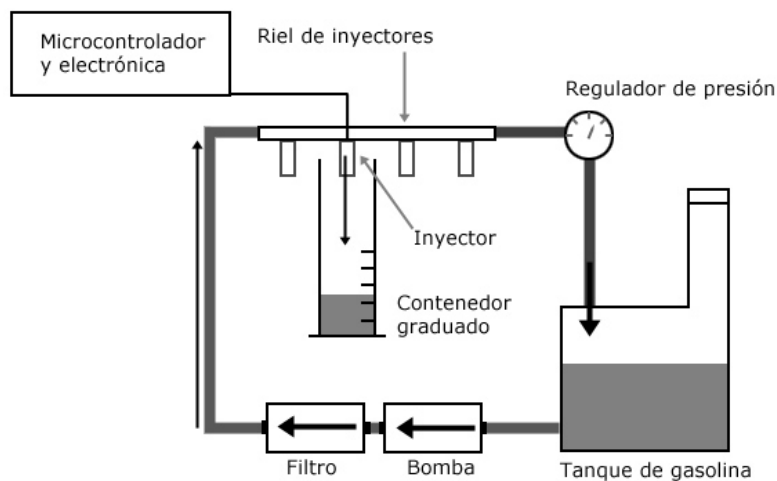 Microcontrolador
y electrónica
Riel de inyectores
Regulador de presión
Inyector
Contenedor
graduado
Filtro
Bomba
Tanque de gasolina